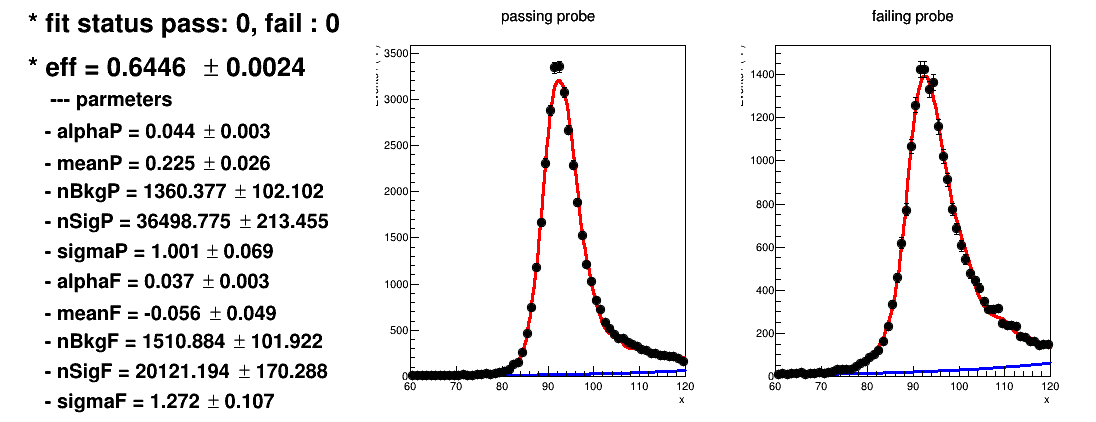 * fit status pass: 0, fail : 0
* eff = 0.6446 ± 0.0024
--- parmeters
- alphaP = 0.044 ± 0.003
- meanP = 0.225 ± 0.026
- nBkgP = 1360.377 ± 102.102
- nSigP = 36498.775 ± 213.455
- sigmaP = 1.001 ± 0.069
- alphaF = 0.037 ± 0.003
- meanF = -0.056 ± 0.049
- nBkgF = 1510.884 ± 101.922
- nSigF = 20121.194 ± 170.288
- sigmaF = 1.272 ± 0.107
passing probe
3500
3000
2500
2000
1500
1000
500
0
60 70 80 90 100 110 120
x
failing probe
1400
1200
1000
800
600
400
200
0
60 70 80 90 100 110 120
x